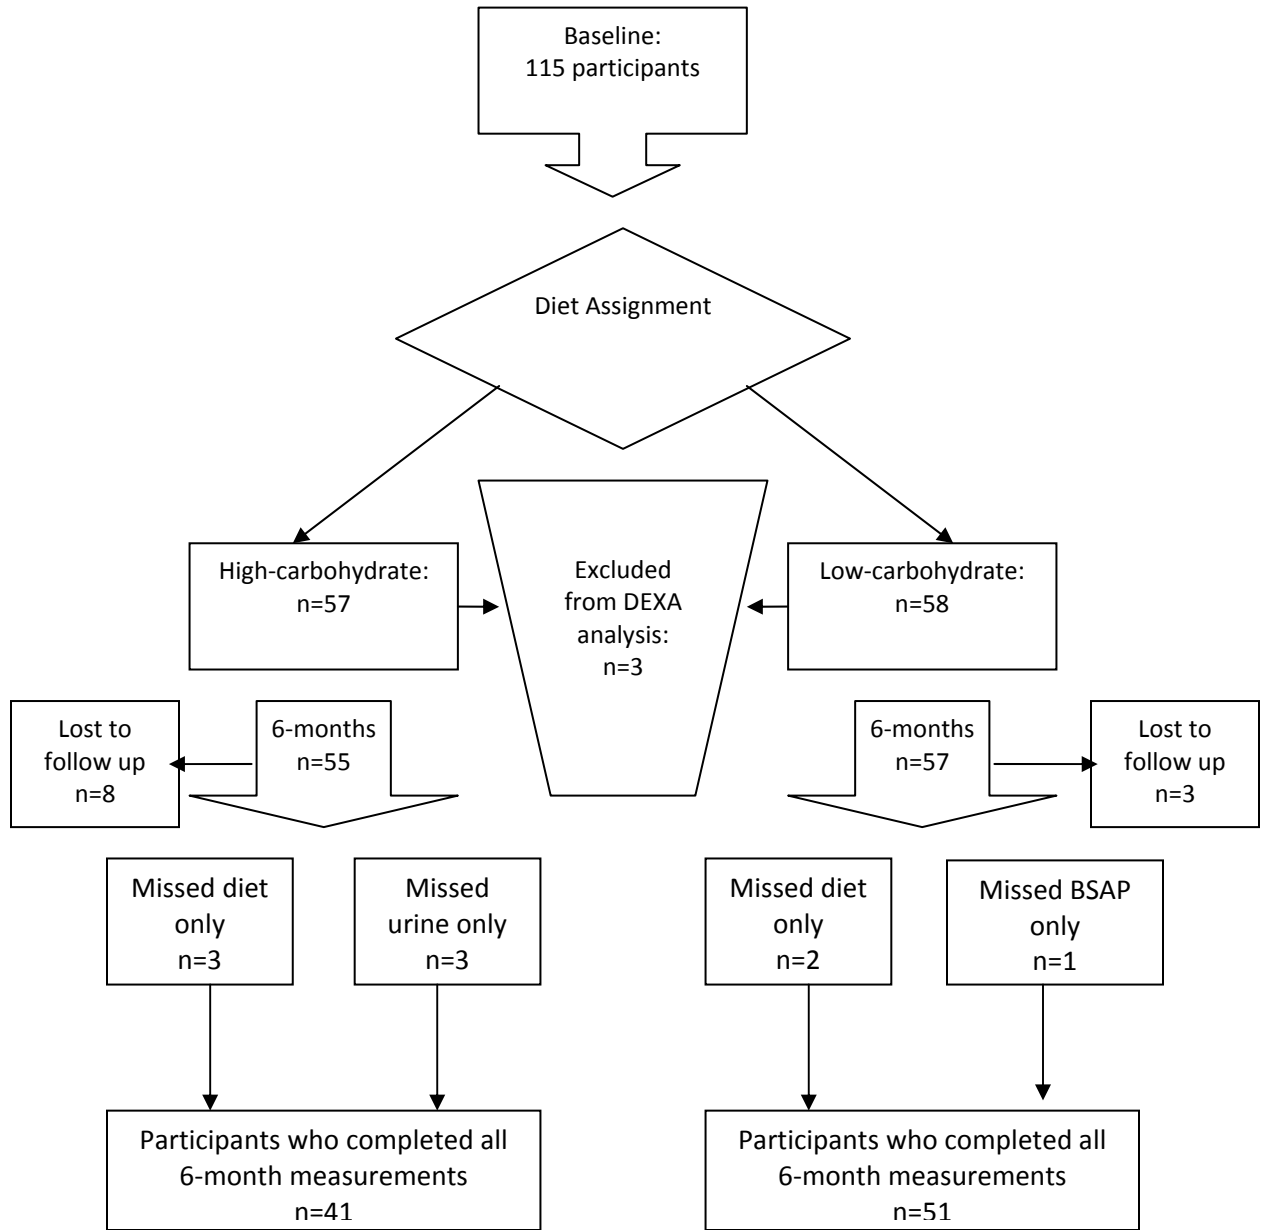 Baseline:
115 participants
Diet Assignment
High-carbohydrate:
n=57
Excluded
from DEXA
analysis:
n=3
Low-carbohydrate:
n=58
Lost to
follow up
n=8
6-months
n=55
6-months
n=57
Lost to
follow up
n=3
Missed diet
only
n=3
Missed
urine only
n=3
Missed diet
only
n=2
Missed BSAP
only
n=1
Participants who completed all
6-month measurements
n=41
Participants who completed all
6-month measurements
n=51